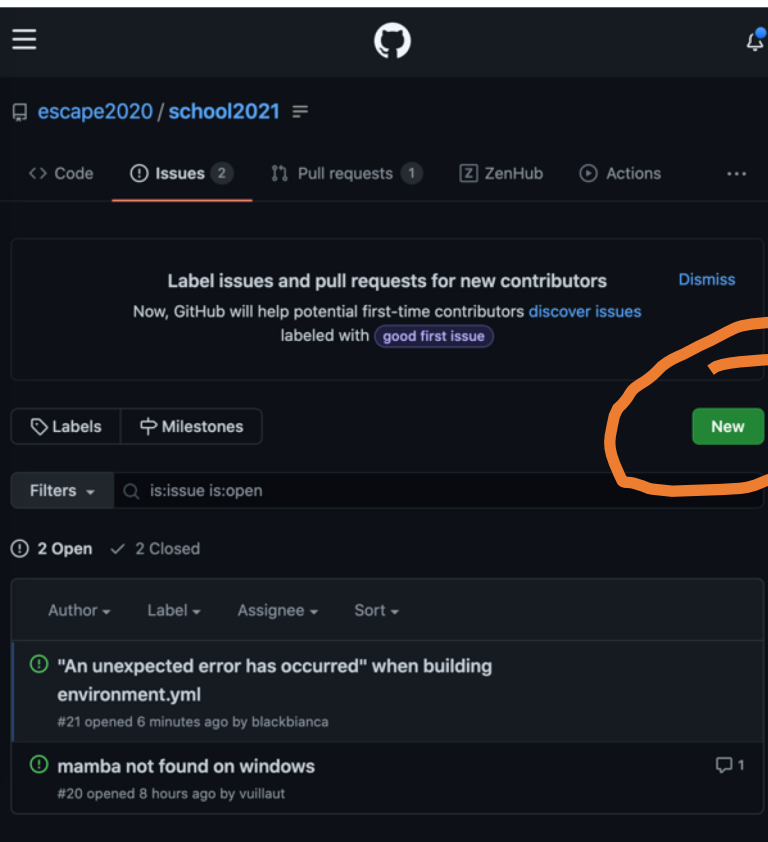 escape2020 / school2021
<> Code Issues 2 Pull requests 1 Z ZenHub Actions ...
Label issues and pull requests for new contributors Dismiss
Now, GitHub will help potential first-time contributors discover issues
labeled with good first issue
Labels Milestones New
Filters is:issue is:open
2 Open 2 Closed
Author Label Assignee Sort
"An unexpected error has occurred" when building
environment.yml
#21 opened 6 minutes ago by blackbianca
mamba not found on windows 1
#20 opened 8 hours ago by vuillaut